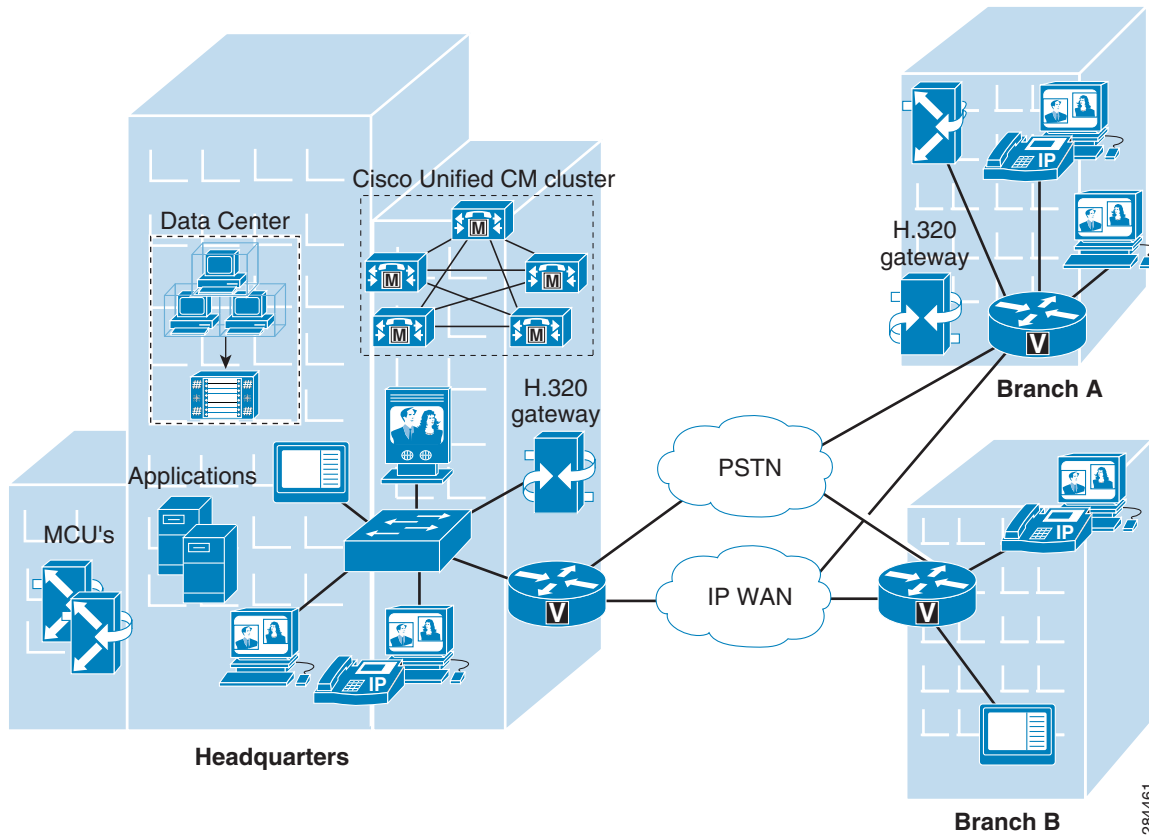 Cisco Unified CM cluster
Data Center
M
M
M
M
M
H.320
gateway
Applications
MCU's
IP
V
Headquarters
PSTN
IP WAN
IP
H.320
gateway
V
Branch A
IP
V
Branch B
284461